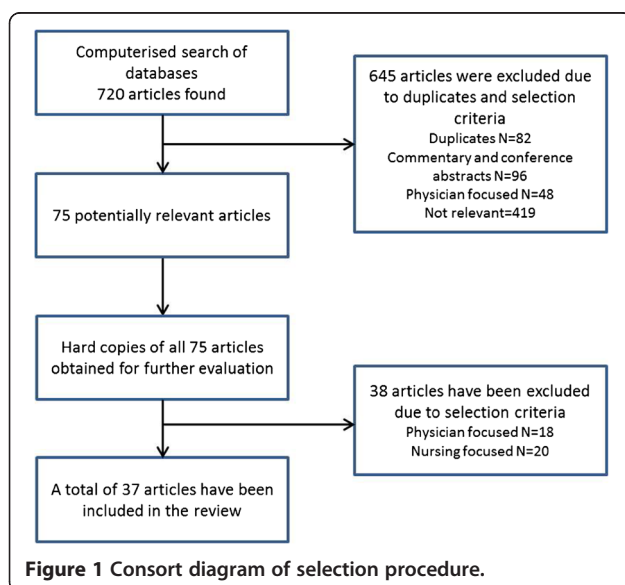 Computerised search of
databases
720 articles found
645 articles were excluded due
to duplicates and selection
criteria
Duplicates N=82
Commentary and conference
abstracts N=96
Physician focused N=48
Not relevant=419
75 potentially relevant articles
Hard copies of all 75 articles
obtained for further evaluation
38 articles have been excluded
due to selection criteria
Physician focused N=18
Nursing focused N=20
A total of 37 articles have been
included in the review
Figure 1 Consort diagram of selection procedure.